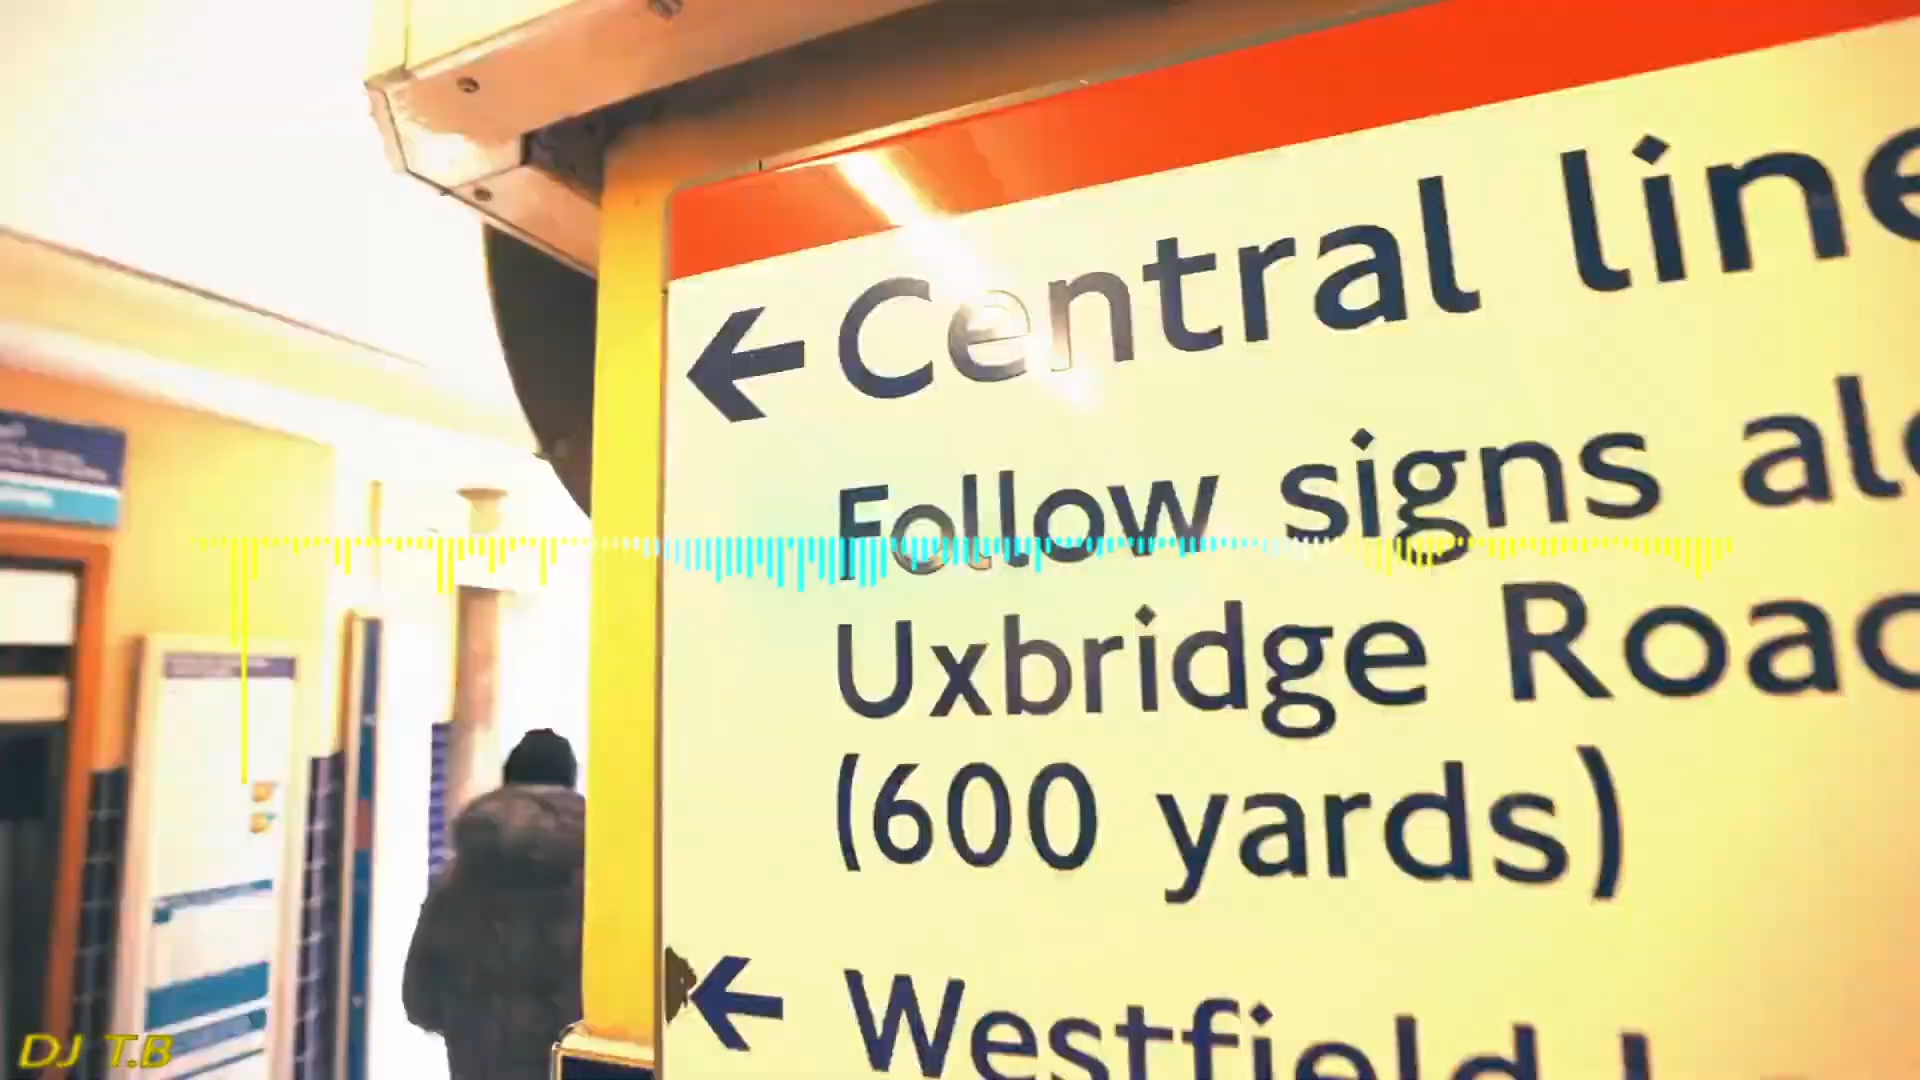 Central line
Follow signs al
Uxbridge Road
(600 yards)
Westfield
DJ T.B